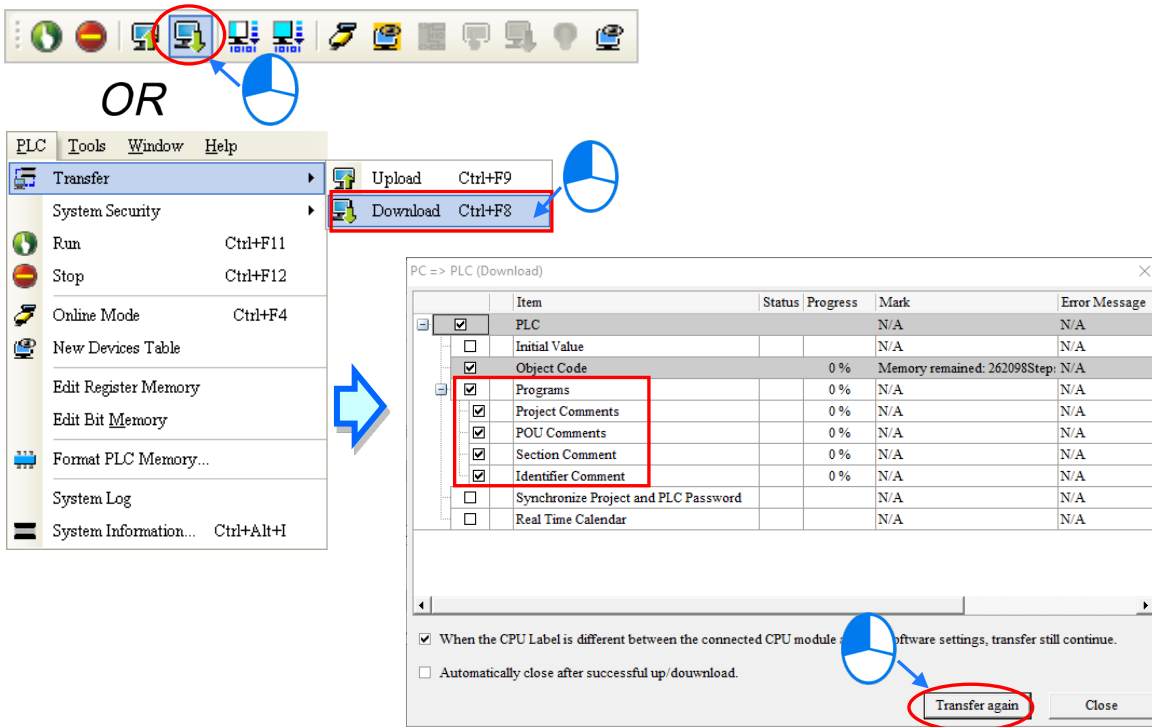 OR
PLC Tools Window Help
Transfer
Upload Ctrl+F9
Download Ctrl+F8
System Security
Run Ctrl+F11
Stop Ctrl+F12
Online Mode Ctrl+F4
New Devices Table
Edit Register Memory
Edit Bit Memory
Format PLC Memory...
System Log
System Information... Ctrl+Alt+I
PC => PLC (Download)
Item Status Progress Mark Error Message
PLC N/A N/A
Initial Value N/A N/A
Object Code 0 % Memory remained: 262098Step: N/A
Programs 0 % N/A N/A
Project Comments 0 % N/A N/A
POU Comments 0 % N/A N/A
Section Comment 0 % N/A N/A
Identifier Comment 0 % N/A N/A
Synchronize Project and PLC Password N/A N/A
Real Time Calendar N/A N/A
When the CPU Label is different between the connected CPU module settings, transfer still continue.
Automatically close after successful up/douwnload.
Transfer again Close